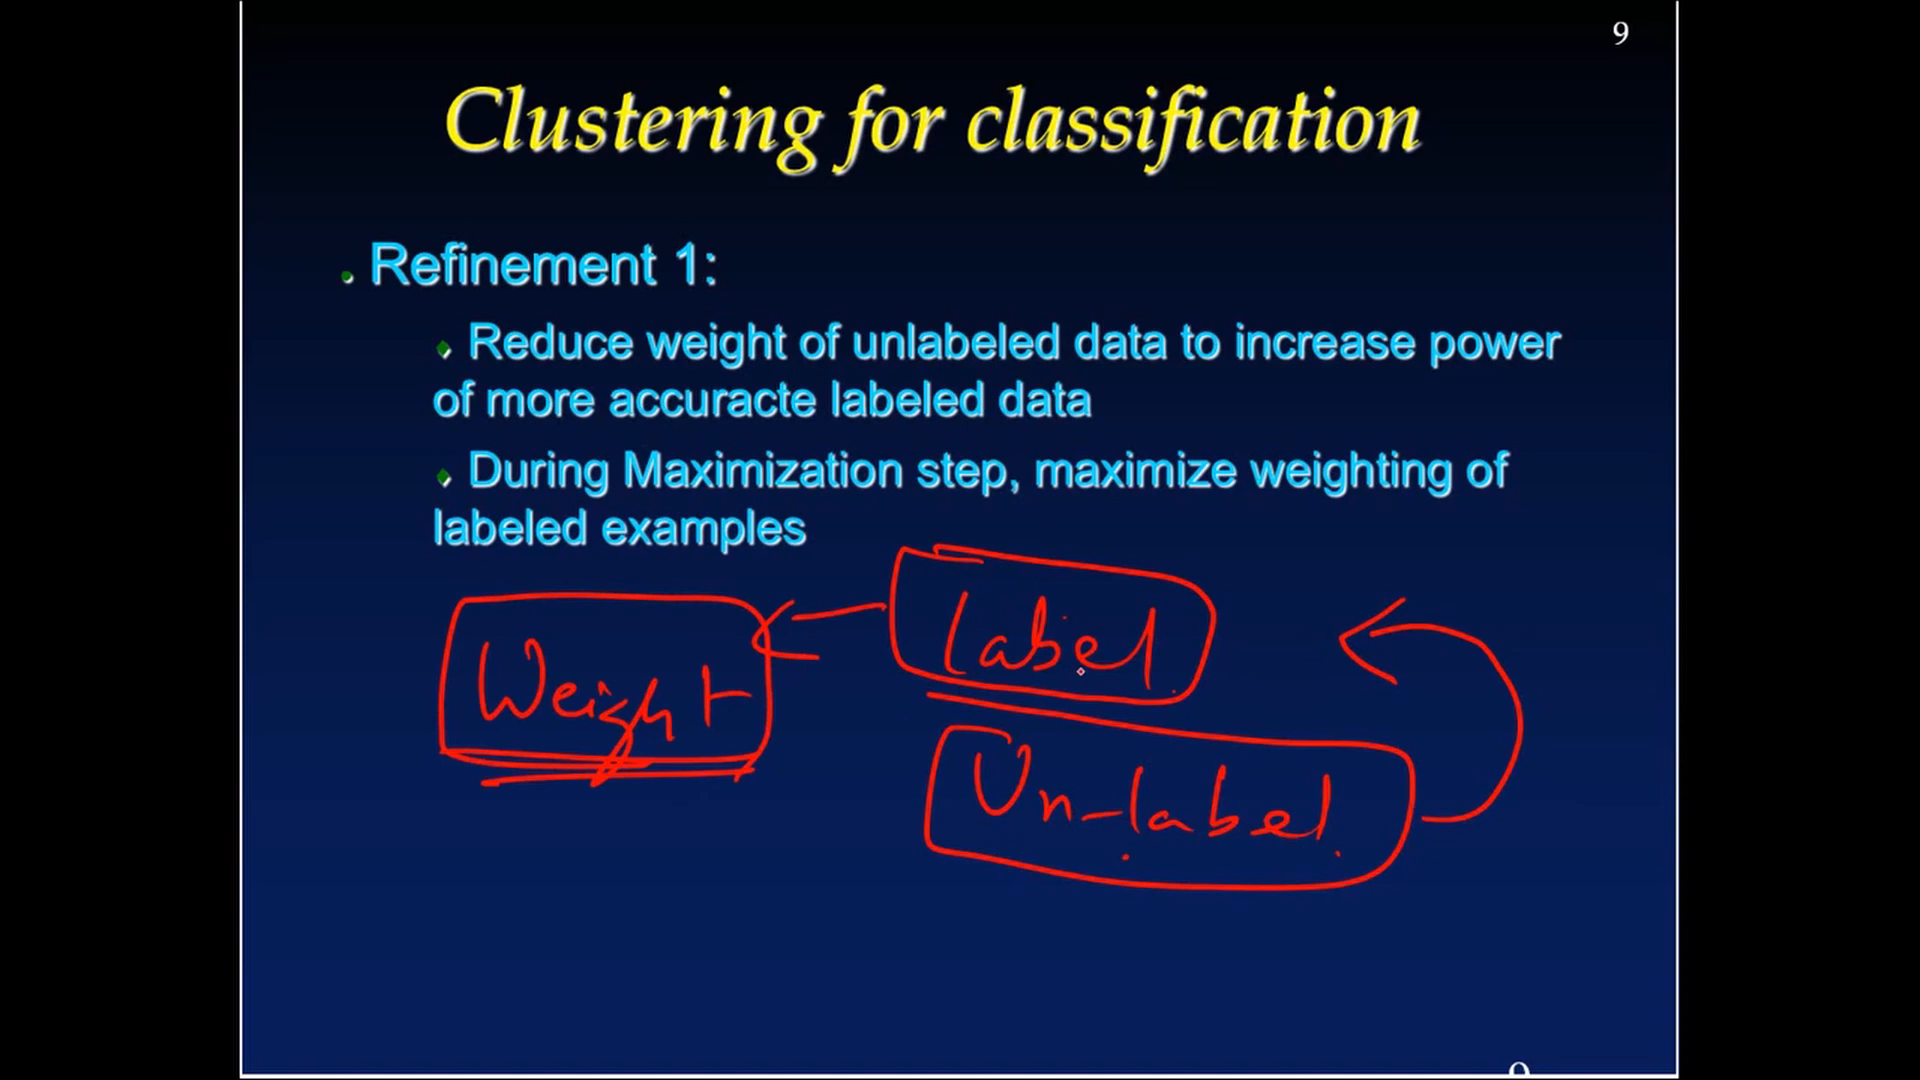 9
Clustering for classification
Refinement 1:
Reduce weight of unlabeled data to increase power
of more accuracte labeled data
During Maximization step, maximize weighting of
labeled examples
Label
Weight
Un-label